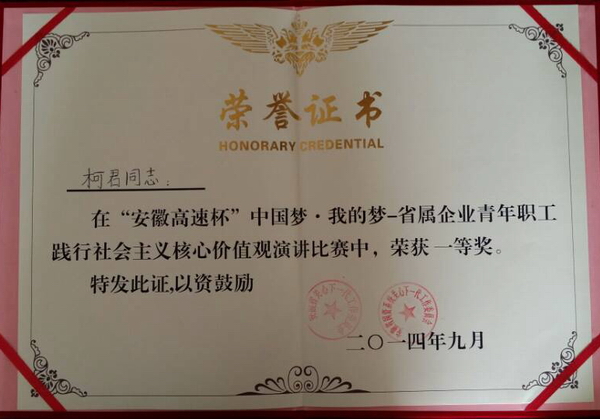 荣誉证书
HONORARY CREDENTIAL
柯君同志：
在“安徽高速杯”中国梦·我的梦-省属企业青年职工
践行社会主义核心价值观演讲比赛中，荣获一等奖。
特发此证，以资鼓励
二〇一四年九月